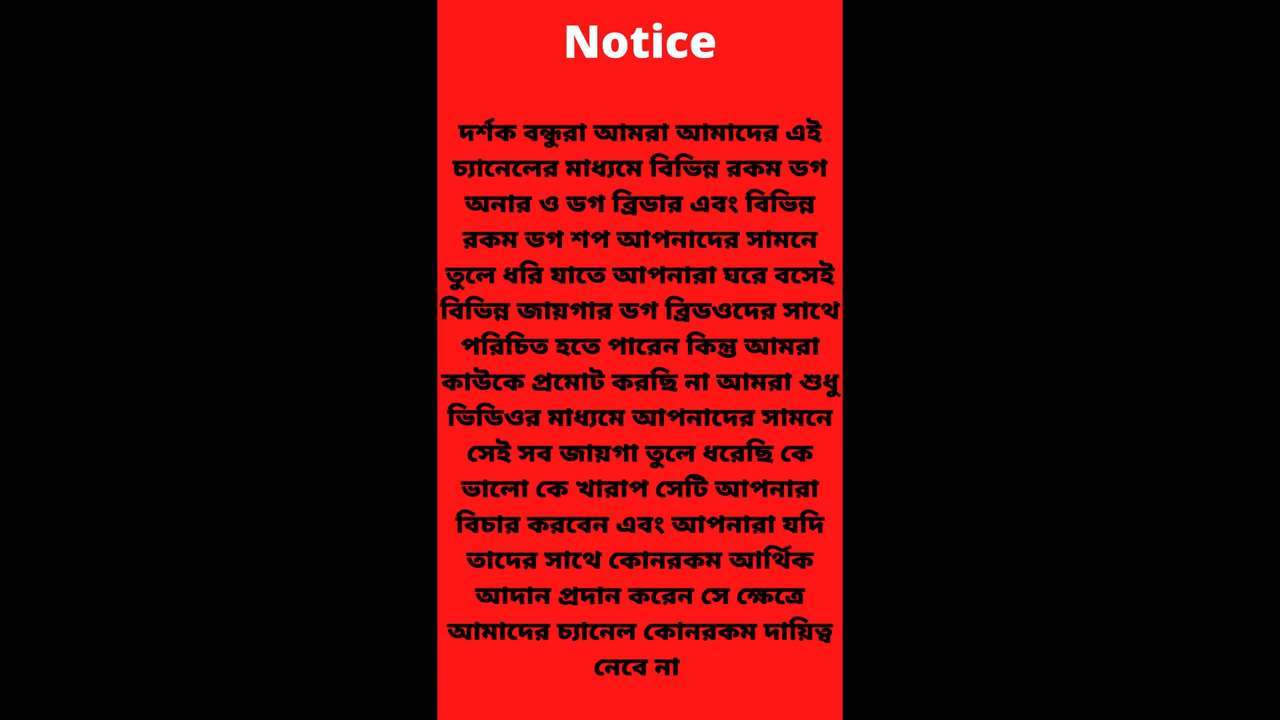 Notice
দর্শক বন্ধুরা আমরা আমাদের এই
চ্যানেলের মাধ্যমে বিভিন্ন রকম ডগ
অনার ও ডগ ব্রিডার এবং বিভিন্ন
রকম ডগ শপ আপনাদের সামনে
তুলে ধরি যাতে আপনারা ঘরে বসেই
বিভিন্ন জায়গার ডগ ব্রিডওদের সাথে
পরিচিত হতে পারেন কিন্তু আমরা
কাউকে প্রমোট করছি না আমরা শুধু
ভিডিওর মাধ্যমে আপনাদের সামনে
সেই সব জায়গা তুলে ধরেছি কে
ভালো কে খারাপ সেটি আপনারা
বিচার করবেন এবং আপনারা যদি
তাদের সাথে কোনরকম আর্থিক
আদান প্রদান করেন সে ক্ষেত্রে
আমাদের চ্যানেল কোনরকম দায়িত্ব
নেবে না